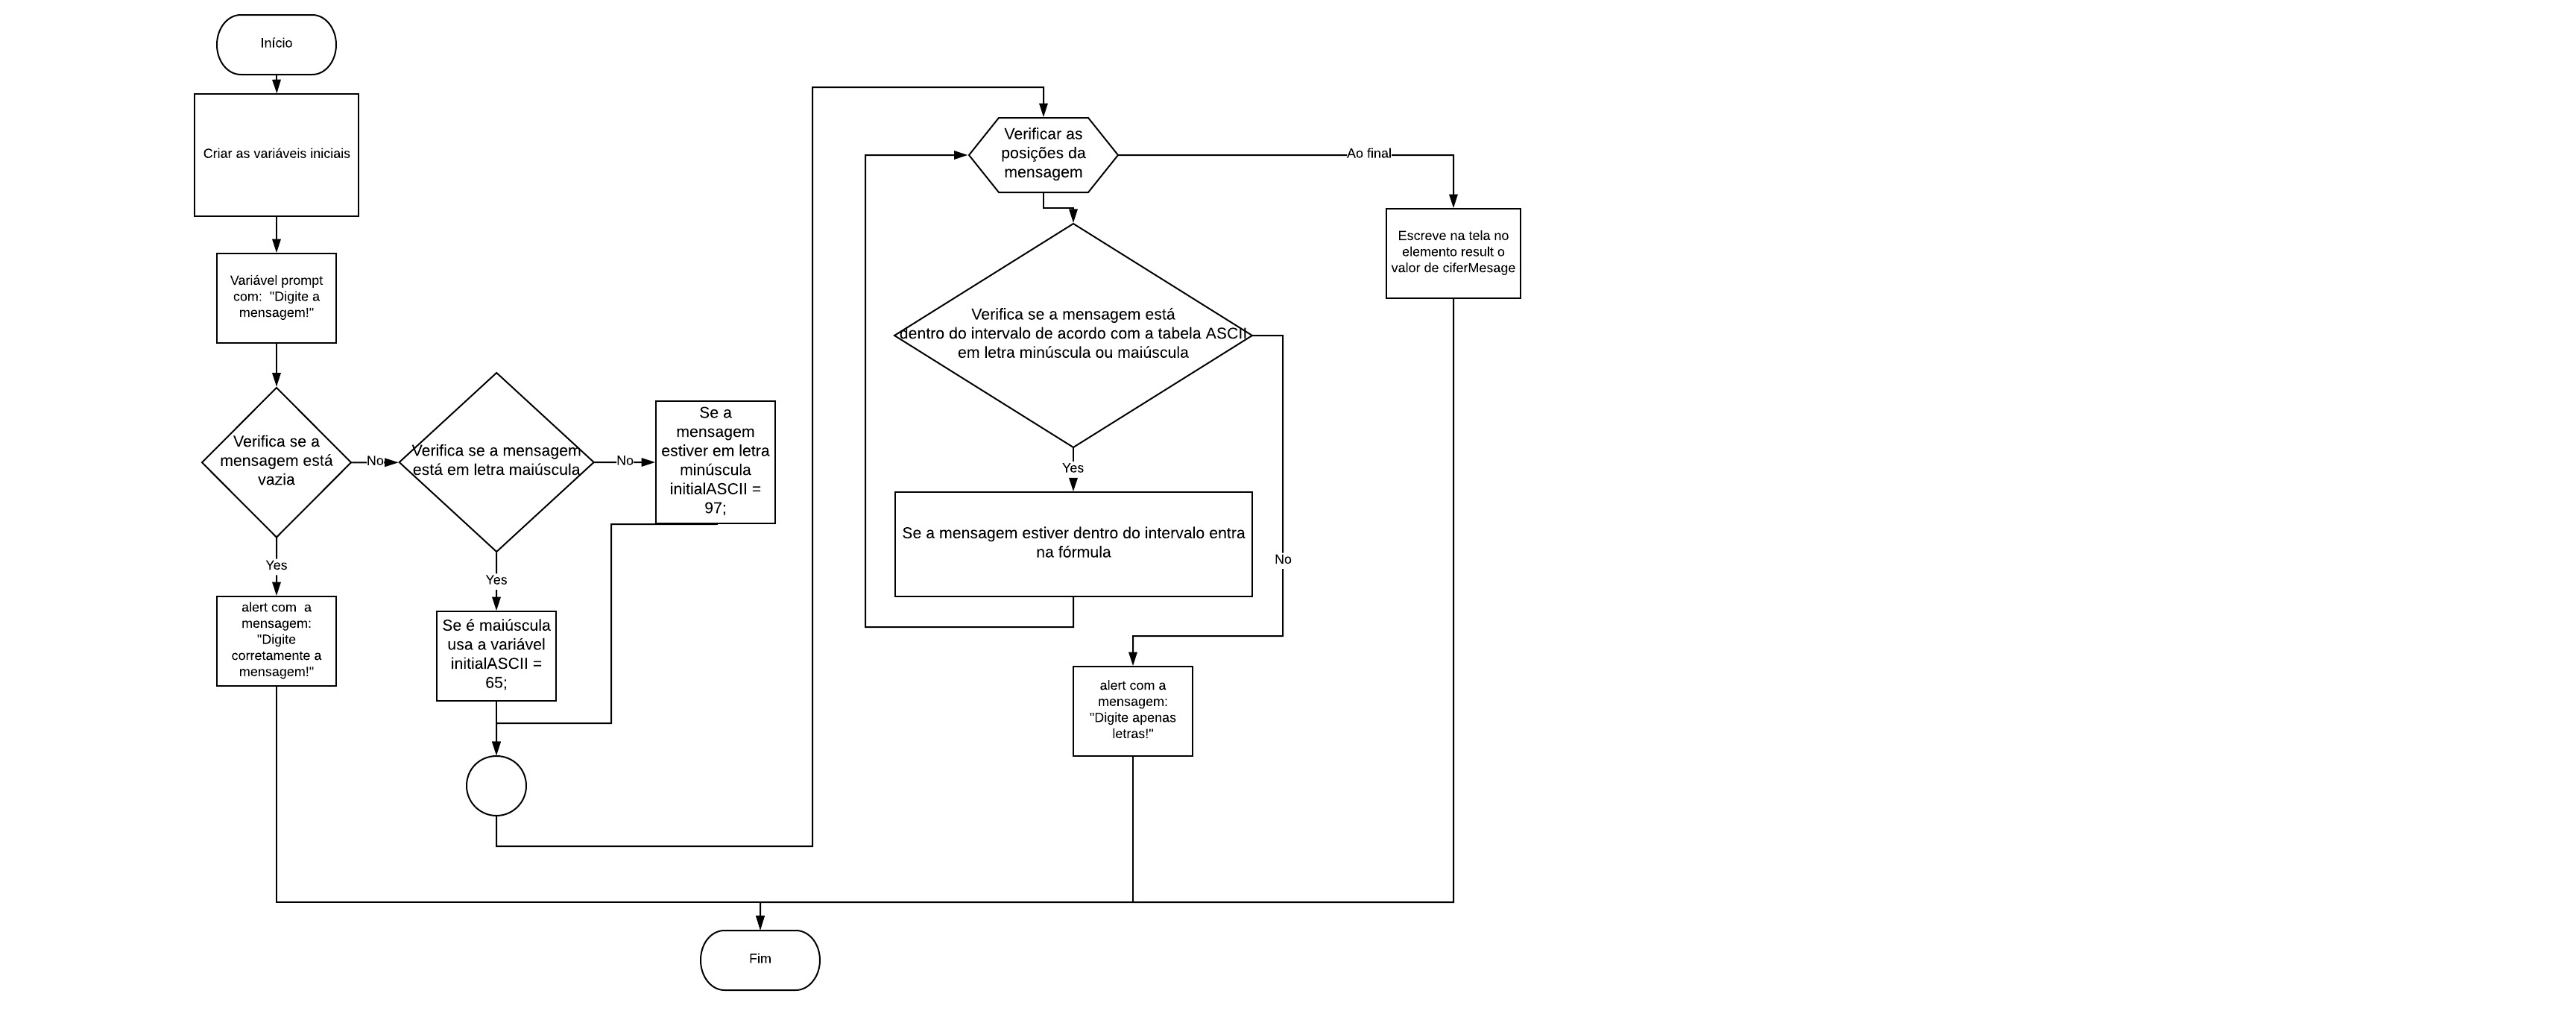 Início
Criar as variáveis iniciais
Variável prompt
com:  "Digite a
mensagem!"
Verifica se a
mensagem está
vazia
No
Yes
alert com  a
mensagem:
"Digite
corretamente a
mensagem!"
Verifica se a mensagem
está em letra maiúscula
No
Yes
Se a
mensagem
estiver em letra
minúscula
initialASCII =
97;
Se é maiúscula
usa a variável
initialASCII =
65;
Verificar as
posições da
mensagem
Ao final
Verifica se a mensagem está
dentro do intervalo de acordo com a tabela ASCII
em letra minúscula ou maiúscula
Yes
Se a mensagem estiver dentro do intervalo entra
na fórmula
No
alert com a
mensagem:
"Digite apenas
letras!"
Escreve na tela no
elemento result o
valor de ciferMesage
Fim